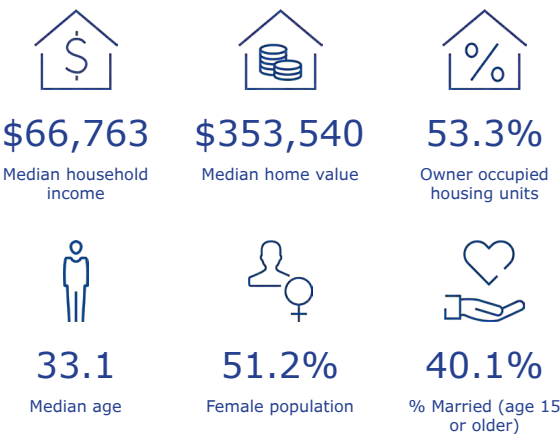 $
%
$66,763
$353,540
53.3%
Median household
income
Median home value
Owner occupied
housing units
33.1
51.2%
40.1%
Median age
Female population
% Married (age 15
or older)